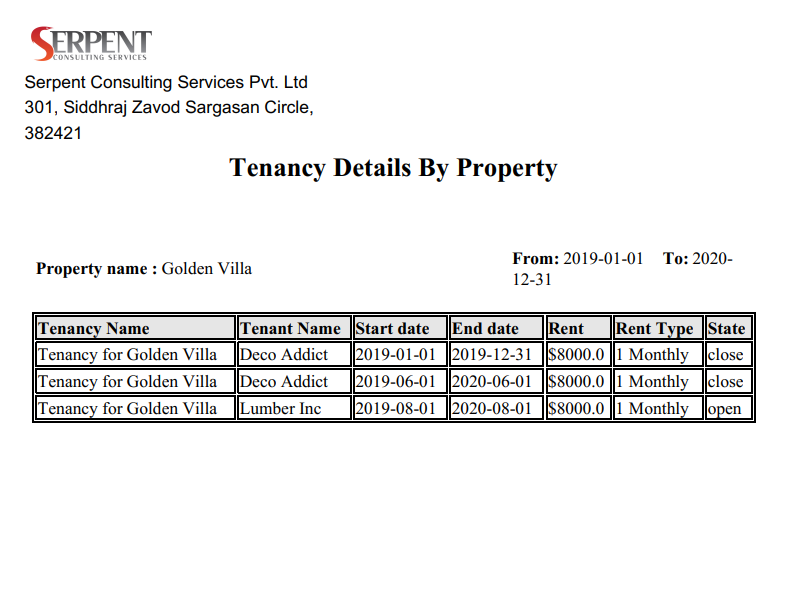 SERPENT
CONSULTING SERVICES
Serpent Consulting Services Pvt. Ltd
301, Siddhraj Zavod Sargasan Circle,
382421
Tenancy Details By Property
Property name : Golden Villa
From: 2019-01-01 To: 2020-
12-31
Tenancy Name Tenant Name Start date End date Rent Rent Type State
Tenancy for Golden Villa Deco Addict 2019-01-01 2019-12-31 $8000.0 1 Monthly close
Tenancy for Golden Villa Deco Addict 2019-06-01 2020-06-01 $8000.0 1 Monthly close
Tenancy for Golden Villa Lumber Inc 2019-08-01 2020-08-01 $8000.0 1 Monthly open